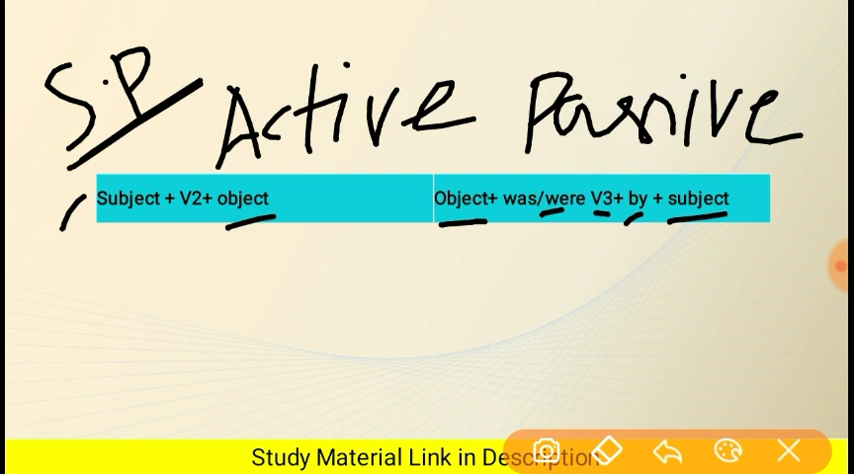 S.P Active Passive
Subject + V2+ object Object+ was/were V3+ by + subject
Study Material Link in Description